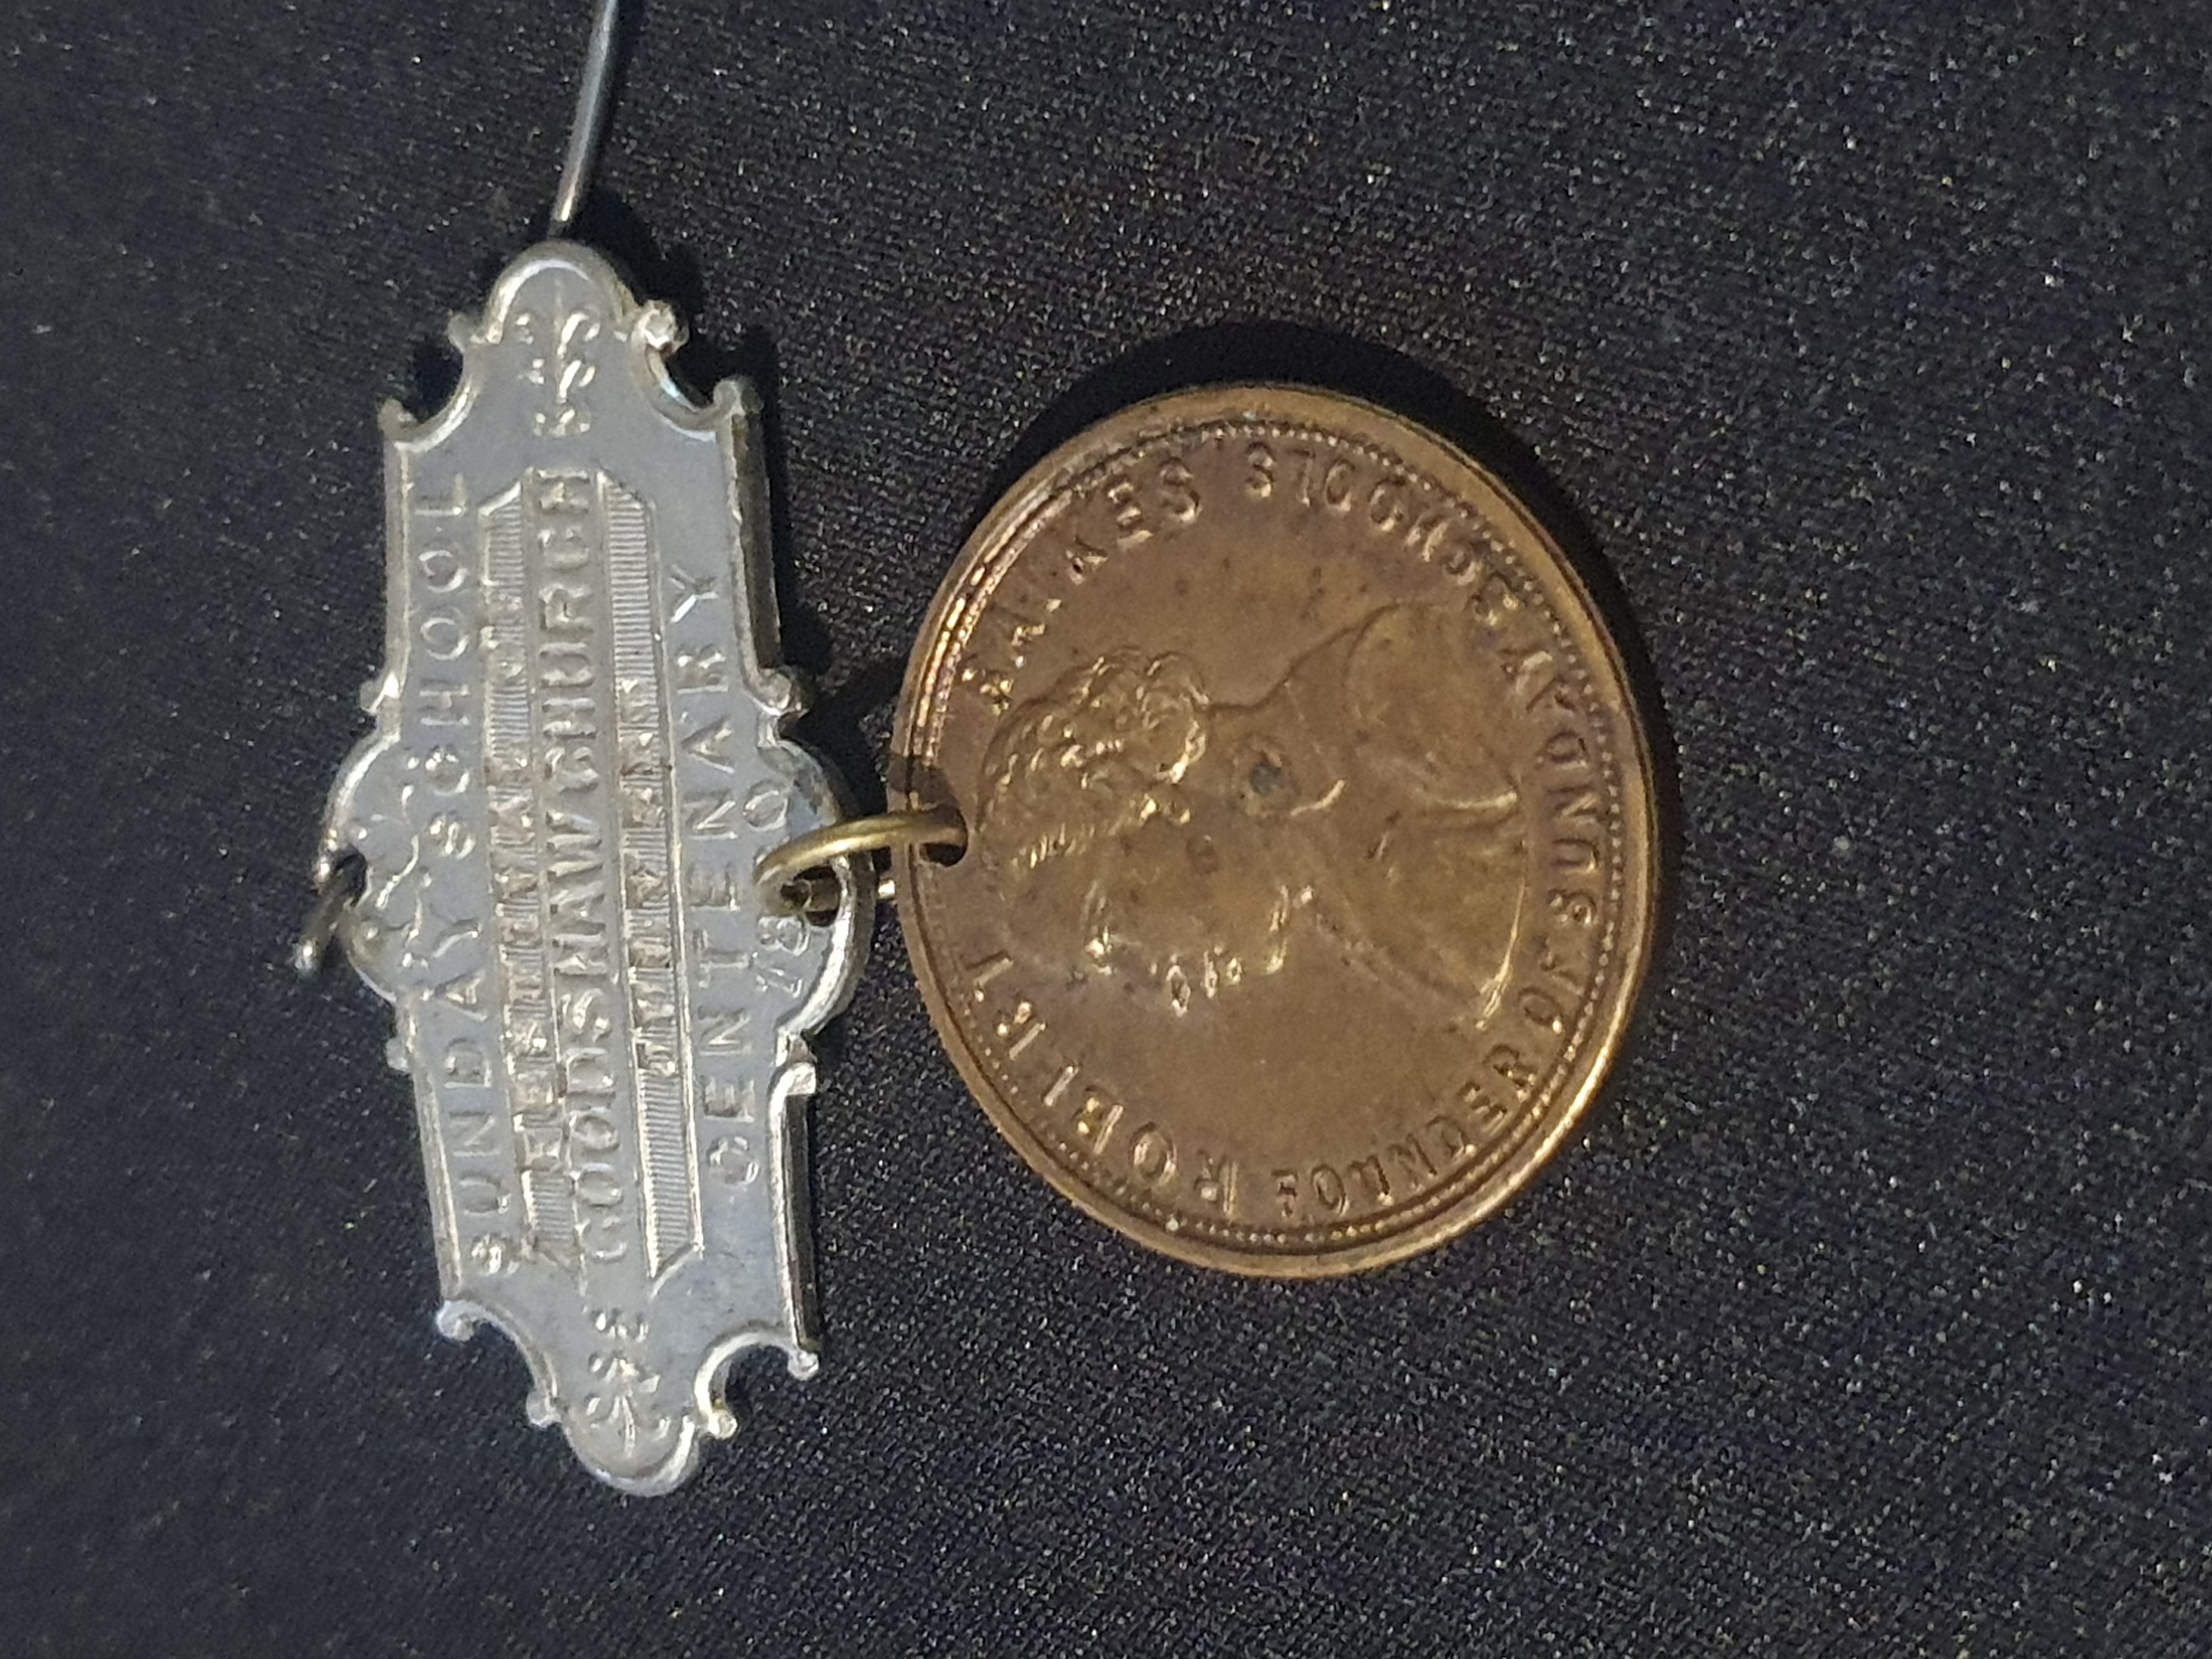 SUNDAY SCHOOL
GOODSHAW CHURCH
CENTENARY
ROBERT RAIKES
FOUNDER OF SUNDAY SCHOOLS